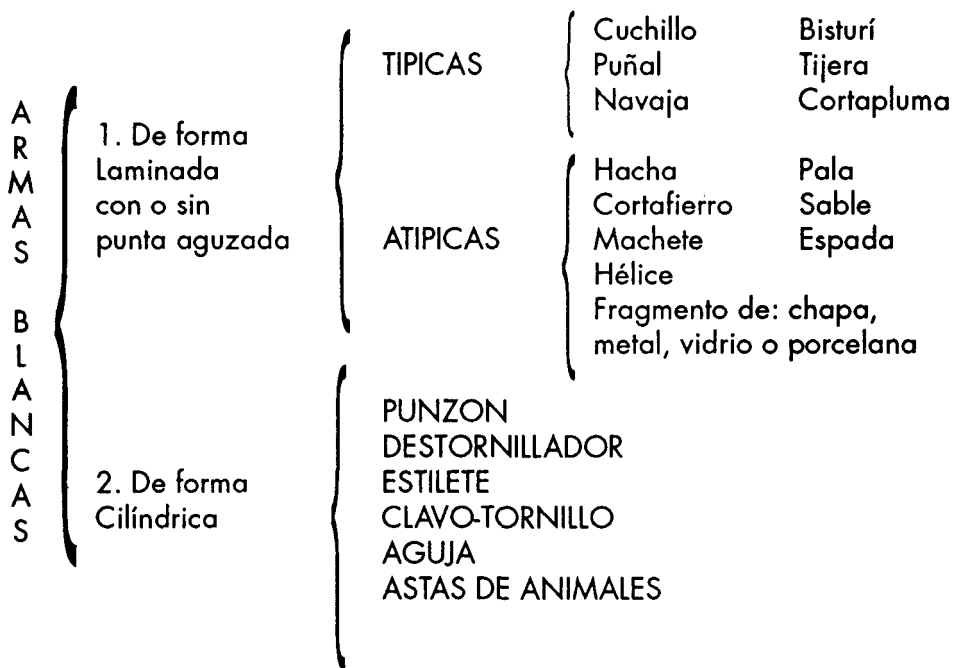 ARMAS BLANCAS
1. De forma
Laminada
con o sin
punta aguzada
TIPICAS
Cuchillo Bisturí
Puñal Tijera
Navaja Cortapluma
ATIPICAS
Hacha Pala
Cortafierro Sable
Machete Espada
Hélice
Fragmento de: chapa,
metal, vidrio o porcelana
2. De forma
Cilíndrica
PUNZON
DESTORNILLADOR
ESTILETE
CLAVO-TORNILLO
AGUJA
ASTAS DE ANIMALES